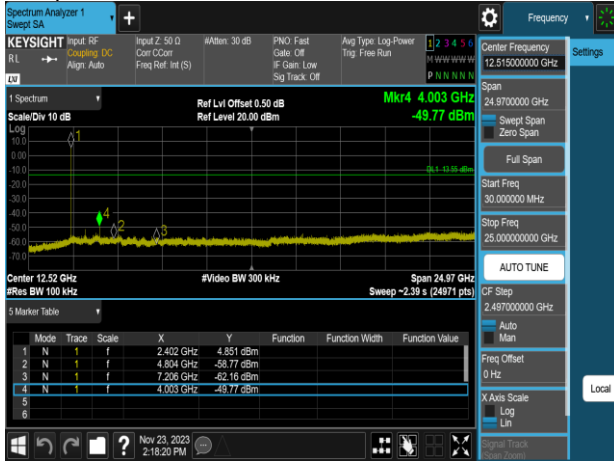 Spectrum Analyzer 1
Swept SA
Frequency
KEYSIGHT
RL
Input: RF
Coupling: DC
Align: Auto
Input Z: 50 Ω
Corr CCorr
Freq Ref: Int (S)
#Atten: 30 dB
PNO: Fast
Gate: Off
IF Gain: Low
Sig Track: Off
Avg Type: Log-Power
Trig: Free Run
1 2 3 4 5 6
M W W W W W
P N N N N N
LXI
1 Spectrum
Scale/Div 10 dB
Ref Lvl Offset 0.50 dB
Ref Level 20.00 dBm
Mkr4 4.003 GHz
-49.77 dBm
Log
10.0
0.00
-10.0
-20.0
-30.0
-40.0
-50.0
-60.0
-70.0
1
4
2
3
DL1 -13.55 dBm
Center 12.52 GHz
#Video BW 300 kHz
Span 24.97 GHz
#Res BW 100 kHz
Sweep ~2.39 s (24971 pts)
5 Marker Table
Mode Trace Scale X Y Function Function Width Function Value
1 N 1 f 2.402 GHz 4.851 dBm
2 N 1 f 4.804 GHz -58.77 dBm
3 N 1 f 7.206 GHz -62.16 dBm
4 N 1 f 4.003 GHz -49.77 dBm
5
6
Nov 23, 2023
2:18:20 PM
Center Frequency
12.515000000 GHz
Settings
Span
24.9700000 GHz
Swept Span
Zero Span
Full Span
Start Freq
30.000000 MHz
Stop Freq
25.000000000 GHz
AUTO TUNE
CF Step
2.497000000 GHz
Auto
Man
Freq Offset
0 Hz
X Axis Scale
Log
Lin
Local
Signal Track
(Span Zoom)